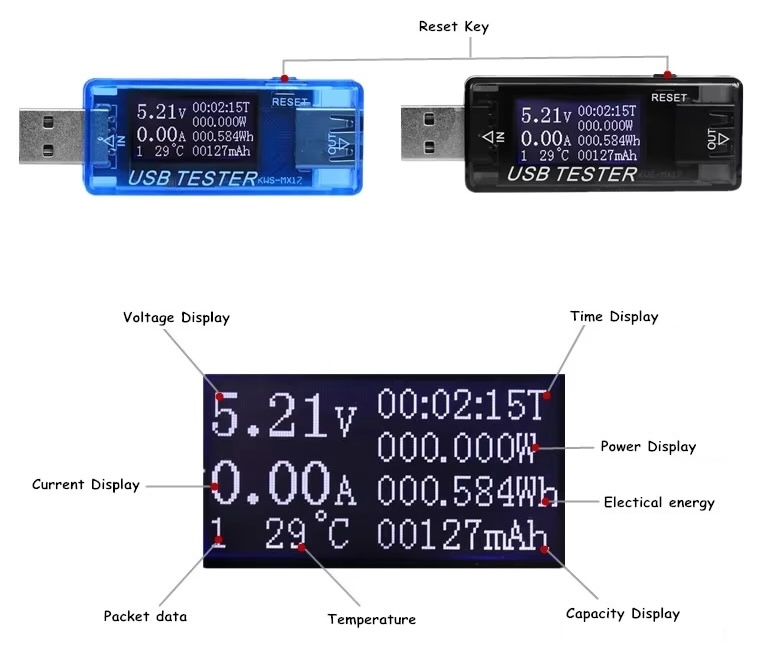 Reset Key
5.21V 00:02:15T
000.000W
0.00A 000.584Wh
1 29°C 00127mAh
IN
RESET
USB TESTER KWS-MX17
5.21V 00:02:15T
000.000W
0.00A 000.584Wh
1 29°C 00127mAh
IN
RESET
OUT
USB TESTER
Voltage Display
Time Display
5.21V 00:02:15T
000.000W
Power Display
Current Display
0.00A 000.584Wh
Electical energy
1 29°C 00127mAh
Packet data
Temperature
Capacity Display